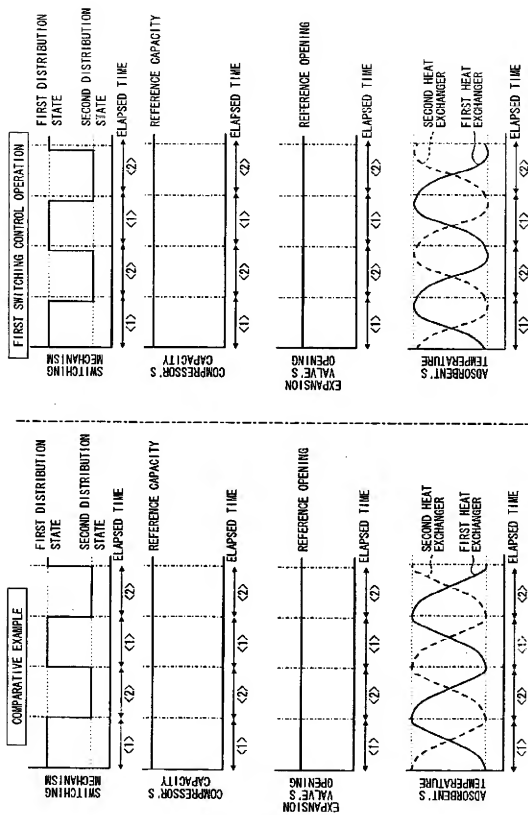 COMPARATIVE EXAMPLE
SWITCHING
MECHANISM
FIRST DISTRIBUTION
STATE
SECOND DISTRIBUTION
STATE
ELAPSED TIME
<1>
<2>
<1>
<2>
COMPRESSOR'S
CAPACITY
REFERENCE CAPACITY
ELAPSED TIME
<1>
<2>
<1>
<2>
EXPANSION
VALVE'S
OPENING
REFERENCE OPENING
ELAPSED TIME
<1>
<2>
<1>
<2>
ADSORBENT'S
TEMPERATURE
SECOND HEAT
EXCHANGER
FIRST HEAT
EXCHANGER
ELAPSED TIME
<1>
<2>
<1>
<2>
FIRST SWITCHING CONTROL OPERATION
SWITCHING
MECHANISM
FIRST DISTRIBUTION
STATE
SECOND DISTRIBUTION
STATE
ELAPSED TIME
<1>
<2>
<1>
<2>
COMPRESSOR'S
CAPACITY
REFERENCE CAPACITY
ELAPSED TIME
<1>
<2>
<1>
<2>
EXPANSION
VALVE'S
OPENING
REFERENCE OPENING
ELAPSED TIME
<1>
<2>
<1>
<2>
ADSORBENT'S
TEMPERATURE
SECOND HEAT
EXCHANGER
FIRST HEAT
EXCHANGER
ELAPSED TIME
<1>
<2>
<1>
<2>